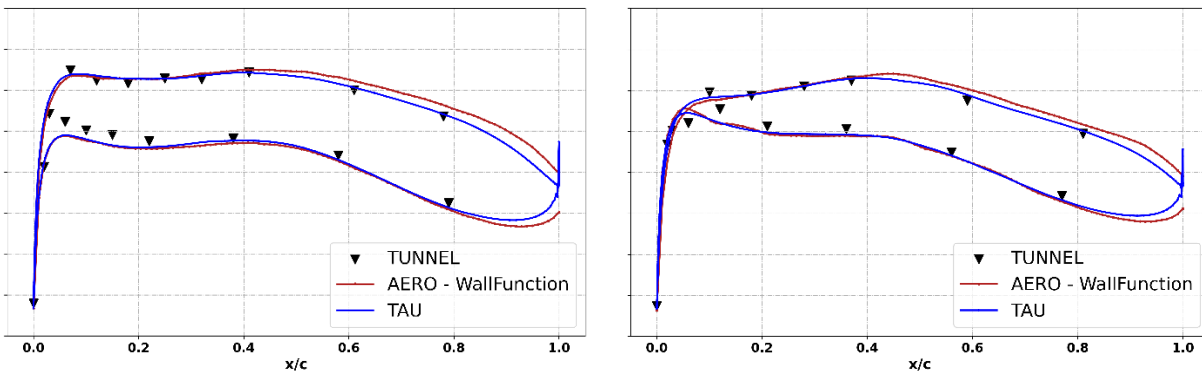 TUNNEL
AERO - WallFunction
TAU
0.0 0.2 0.4 0.6 0.8 1.0
x/c
TUNNEL
AERO - WallFunction
TAU
0.0 0.2 0.4 0.6 0.8 1.0
x/c